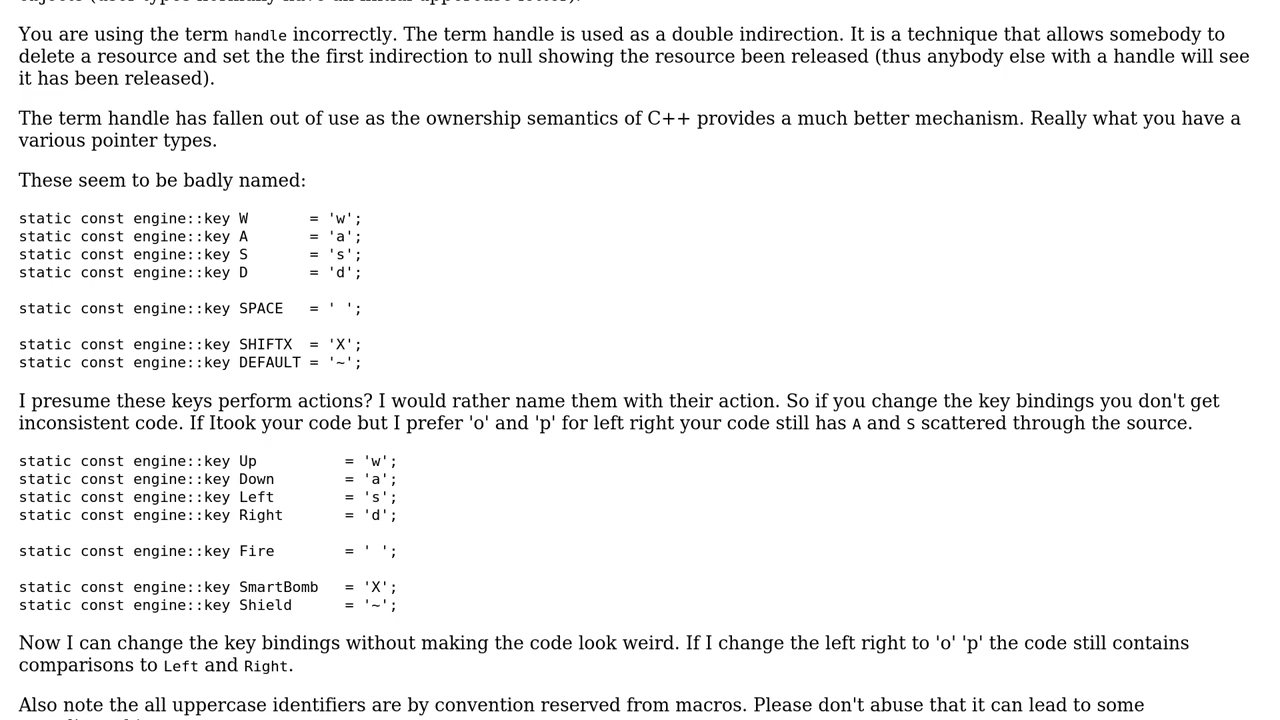 You are using the term handle incorrectly. The term handle is used as a double indirection. It is a technique that allows somebody to
delete a resource and set the the first indirection to null showing the resource been released (thus anybody else with a handle will see
it has been released).
The term handle has fallen out of use as the ownership semantics of C++ provides a much better mechanism. Really what you have a
various pointer types.
These seem to be badly named:
static const engine::key W       = 'w';
static const engine::key A       = 'a';
static const engine::key S       = 's';
static const engine::key D       = 'd';
static const engine::key SPACE   = ' ';
static const engine::key SHIFTX  = 'X';
static const engine::key DEFAULT = '~';
I presume these keys perform actions? I would rather name them with their action. So if you change the key bindings you don't get
inconsistent code. If Itook your code but I prefer 'o' and 'p' for left right your code still has A and S scattered through the source.
static const engine::key Up          = 'w';
static const engine::key Down        = 'a';
static const engine::key Left        = 's';
static const engine::key Right       = 'd';
static const engine::key Fire        = ' ';
static const engine::key SmartBomb   = 'X';
static const engine::key Shield      = '~';
Now I can change the key bindings without making the code look weird. If I change the left right to 'o' 'p' the code still contains
comparisons to Left and Right.
Also note the all uppercase identifiers are by convention reserved from macros. Please don't abuse that it can lead to some